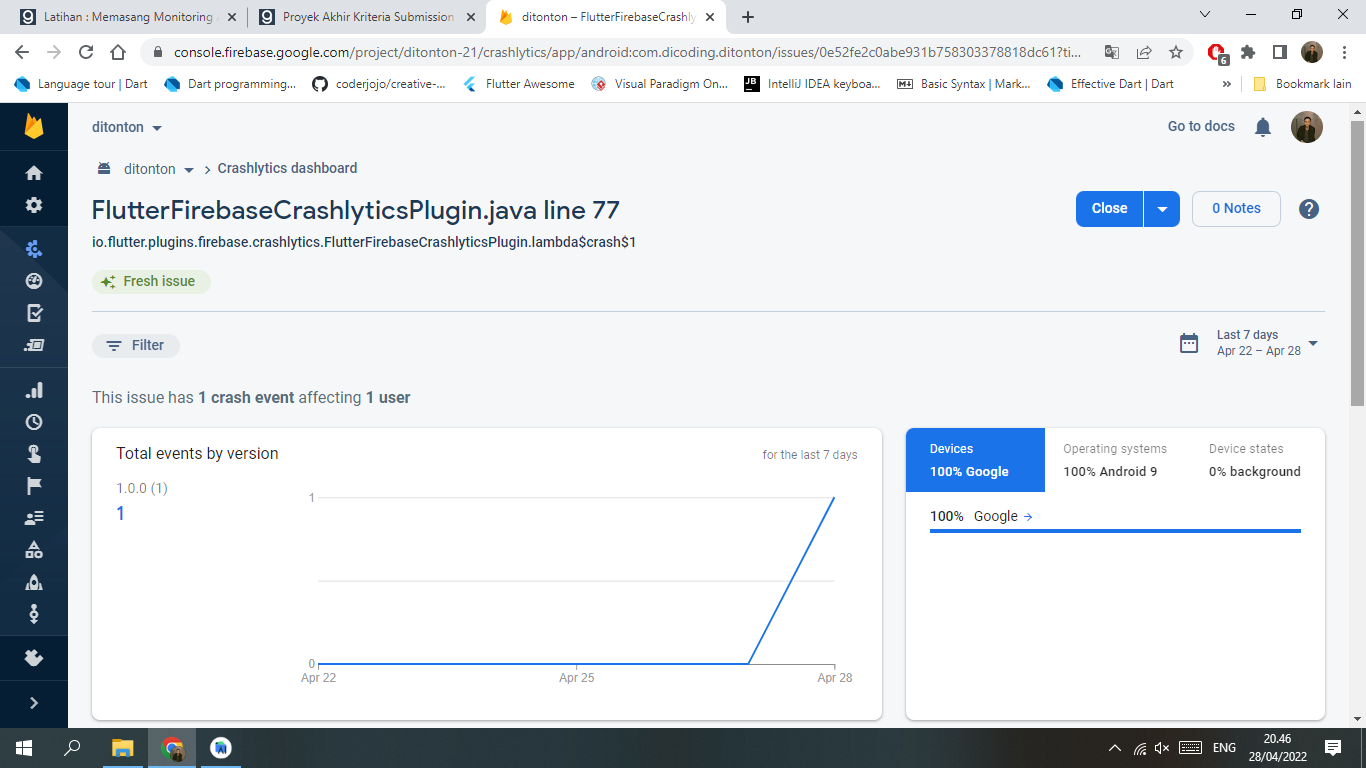 Latihan : Memasang Monitoring
Proyek Akhir Kriteria Submission
ditonton – FlutterFirebaseCrashly
console.firebase.google.com/project/ditonton-21/crashlytics/app/android:com.dicoding.ditonton/issues/0e52fe2c0abe931b758303378818dc61?ti...
6
Language tour | Dart
Dart programming...
coderjojo/creative-...
Flutter Awesome
Visual Paradigm On...
JB
IntelliJ IDEA keyboa...
M
Basic Syntax | Mark...
Effective Dart | Dart
»
Bookmark lain
ditonton
Go to docs
ditonton
Crashlytics dashboard
FlutterFirebaseCrashlyticsPlugin.java line 77
Close
0 Notes
?
io.flutter.plugins.firebase.crashlytics.FlutterFirebaseCrashlyticsPlugin.lambda$crash$1
Fresh issue
Filter
Last 7 days
Apr 22 – Apr 28
This issue has 1 crash event affecting 1 user
Total events by version
for the last 7 days
1.0.0 (1)
1
1
0
Apr 22
Apr 25
Apr 28
Devices
100% Google
Operating systems
100% Android 9
Device states
0% background
100% Google →
ENG
20.46
28/04/2022